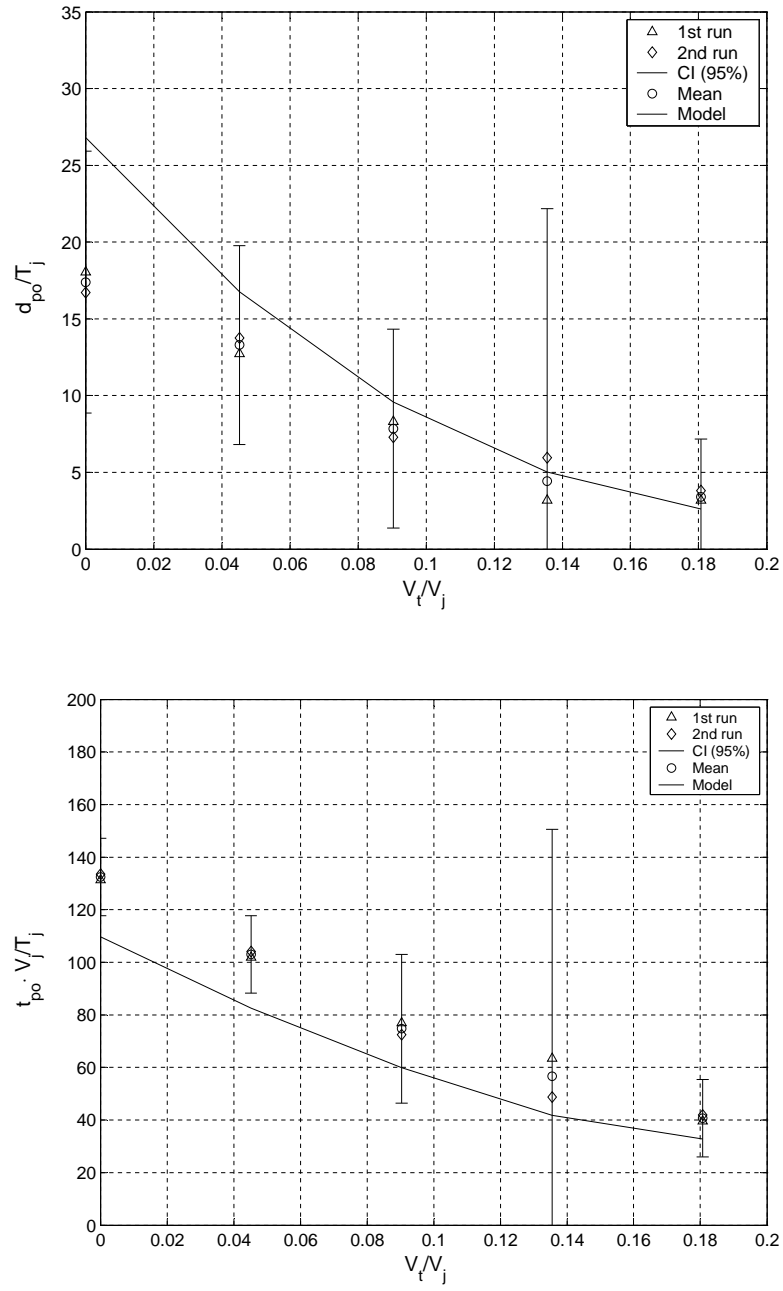 35
30
25
20
15
10
5
0
d_po/T_j
1st run
2nd run
CI (95%)
Mean
Model
0 0.02 0.04 0.06 0.08 0.1 0.12 0.14 0.16 0.18 0.2
V_t/V_j
200
180
160
140
120
100
80
60
40
20
0
t_po · V_j/T_j
1st run
2nd run
CI (95%)
Mean
Model
0 0.02 0.04 0.06 0.08 0.1 0.12 0.14 0.16 0.18 0.2
V_t/V_j